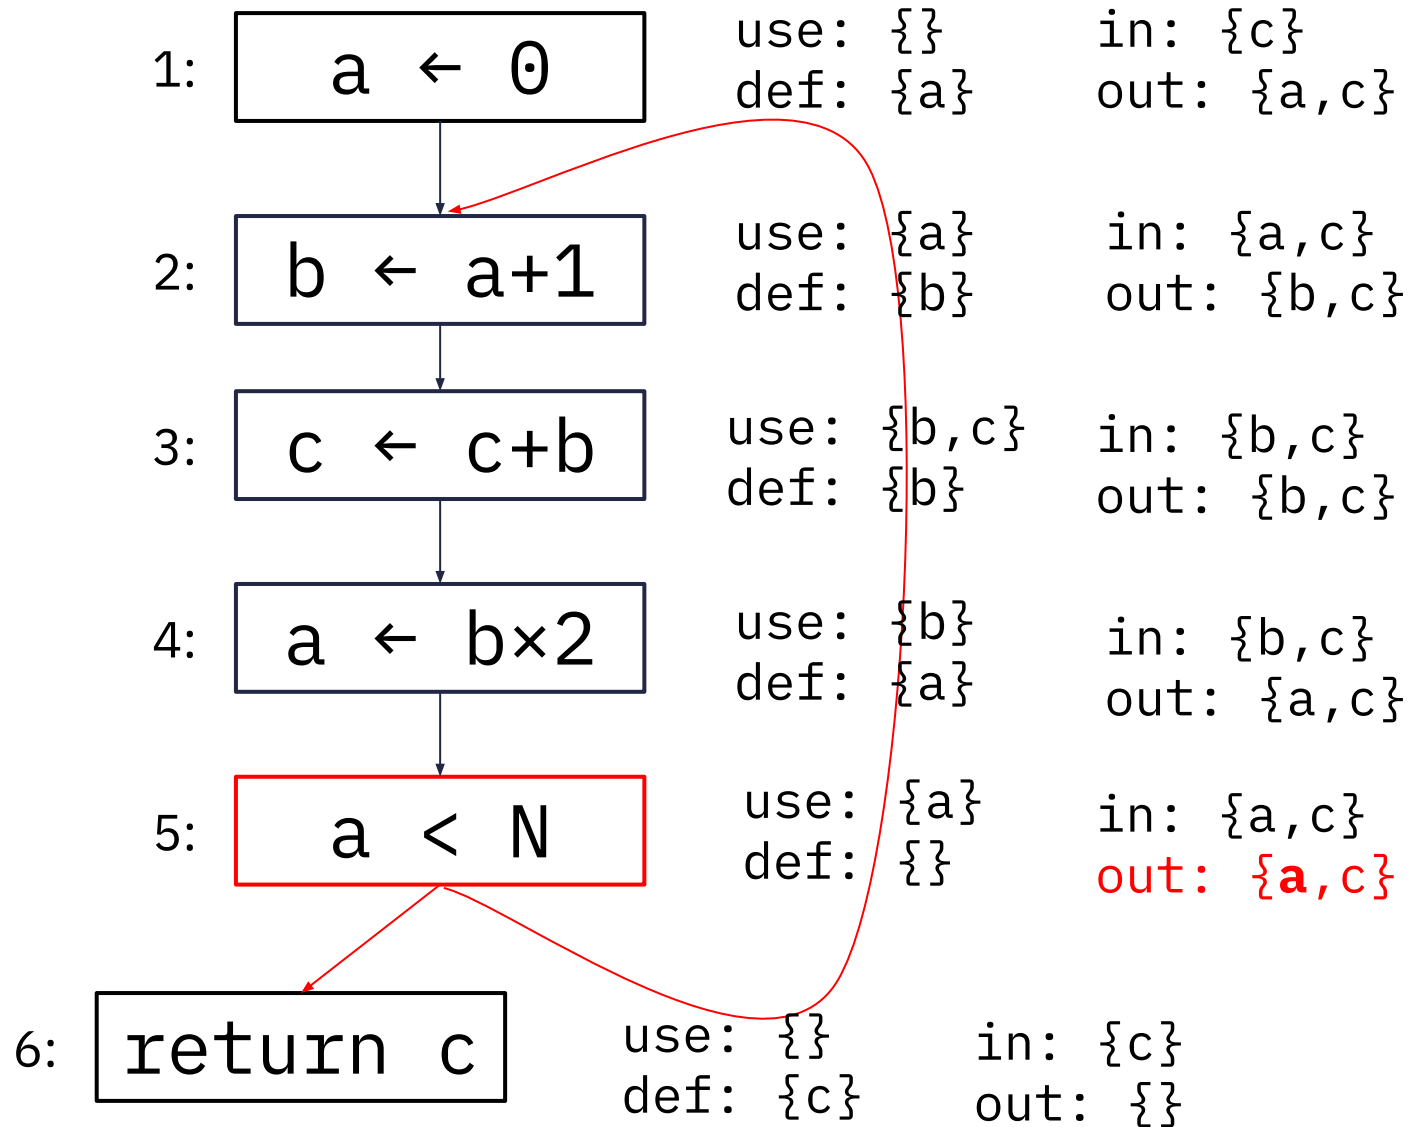 1: a ← 0 use: {} in: {c}
def: {a} out: {a,c}
2: b ← a+1 use: {a} in: {a,c}
def: {b} out: {b,c}
3: c ← c+b use: {b,c} in: {b,c}
def: {b} out: {b,c}
4: a ← b×2 use: {b} in: {b,c}
def: {a} out: {a,c}
5: a < N use: {a} in: {a,c}
def: {} out: {a,c}
6: return c use: {} in: {c}
def: {c} out: {}